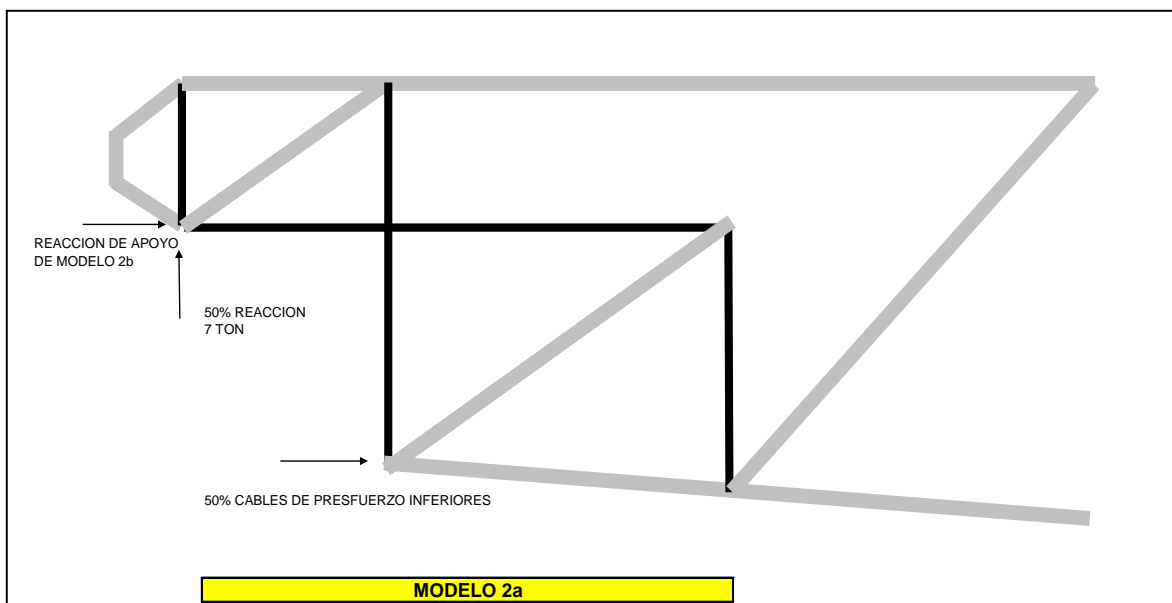 REACCION DE APOYO
DE MODELO 2b
50% REACCION
7 TON
50% CABLES DE PRESFUERZO INFERIORES
MODELO 2a